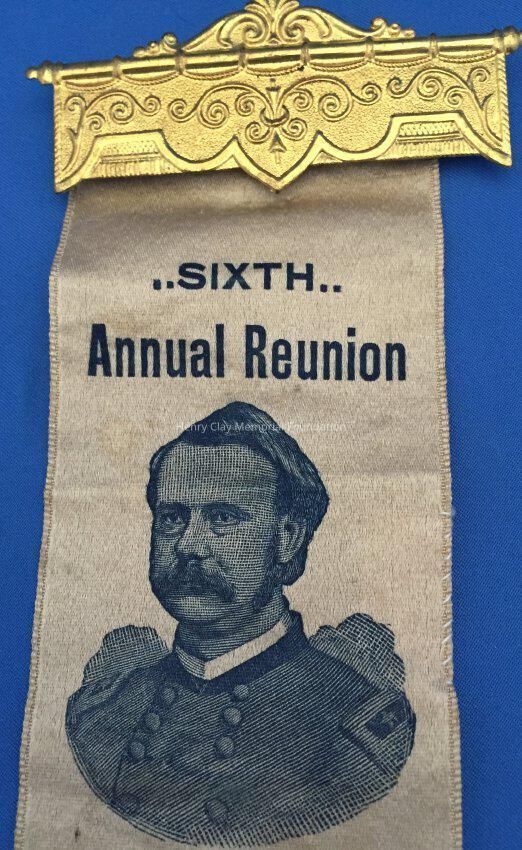 ..SIXTH..
Annual Reunion
Henry Clay Memorial Foundation